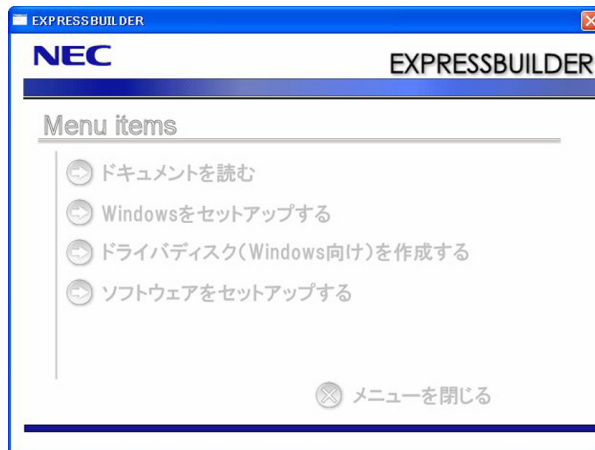 EXPRESSBUILDER
NEC
EXPRESSBUILDER
Menu items
ドキュメントを読む
Windowsをセットアップする
ドライバディスク(Windows向け)を作成する
ソフトウェアをセットアップする
メニューを閉じる